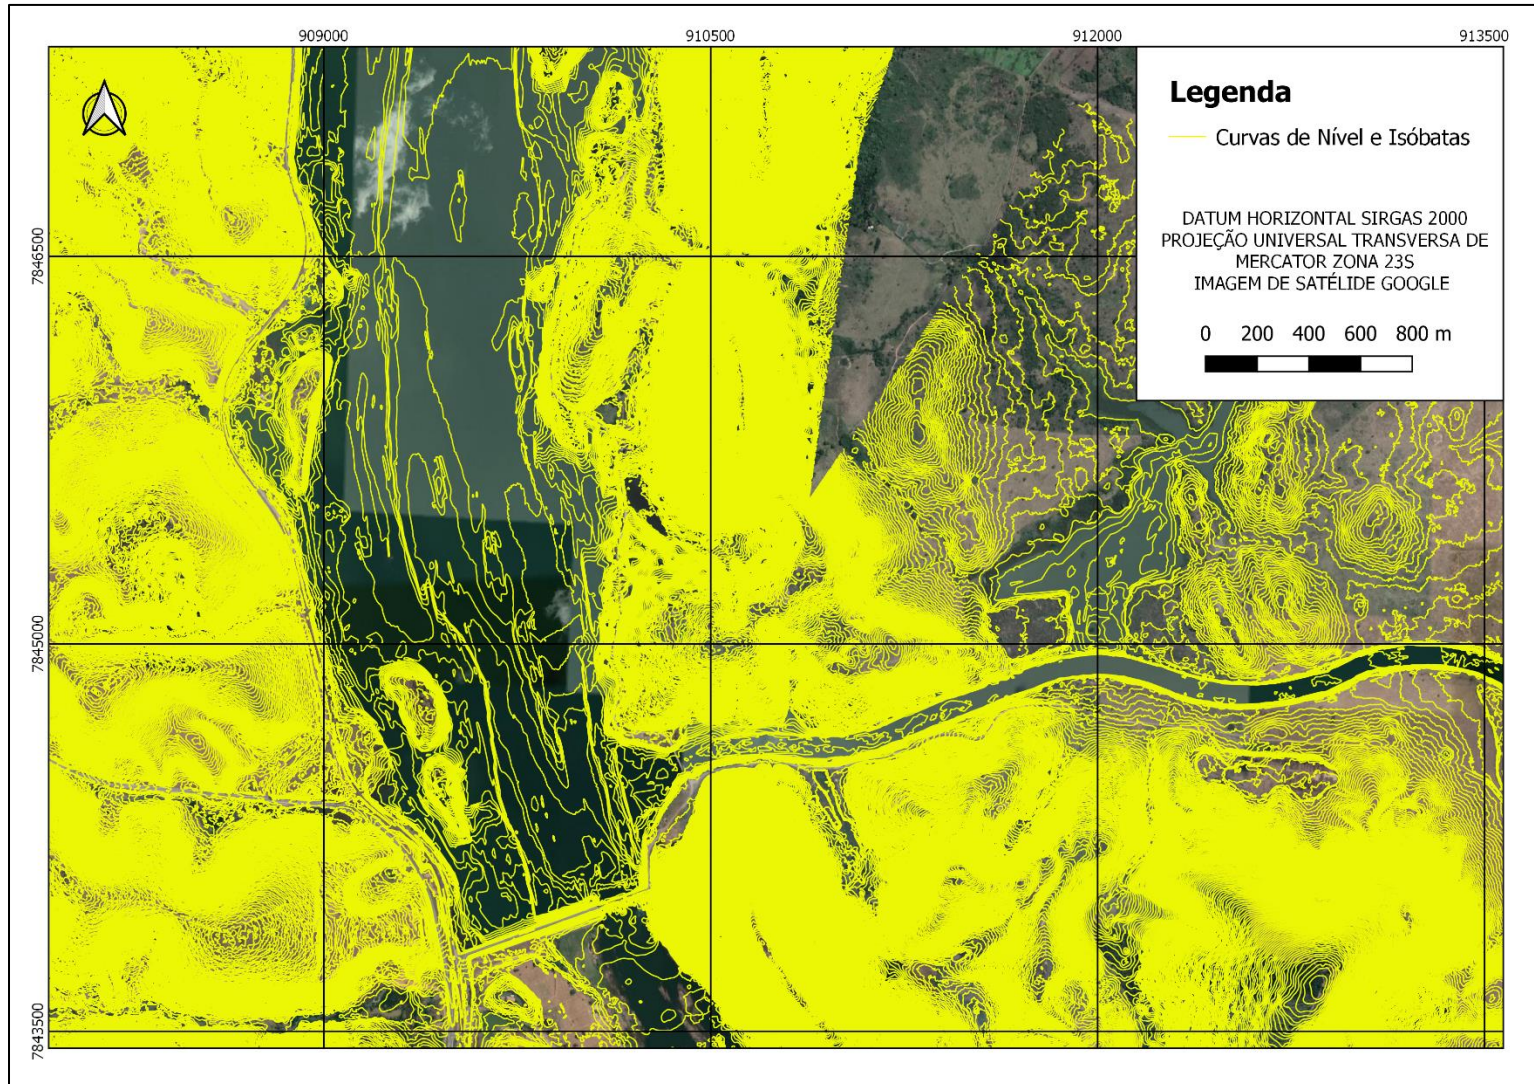 909000 910500 912000 913500
Legenda
Curvas de Nível e Isóbatas
DATUM HORIZONTAL SIRGAS 2000
PROJEÇÃO UNIVERSAL TRANSVERSA DE
MERCATOR ZONA 23S
IMAGEM DE SATÉLIDE GOOGLE
0 200 400 600 800 m
7846500
7845000
7843500